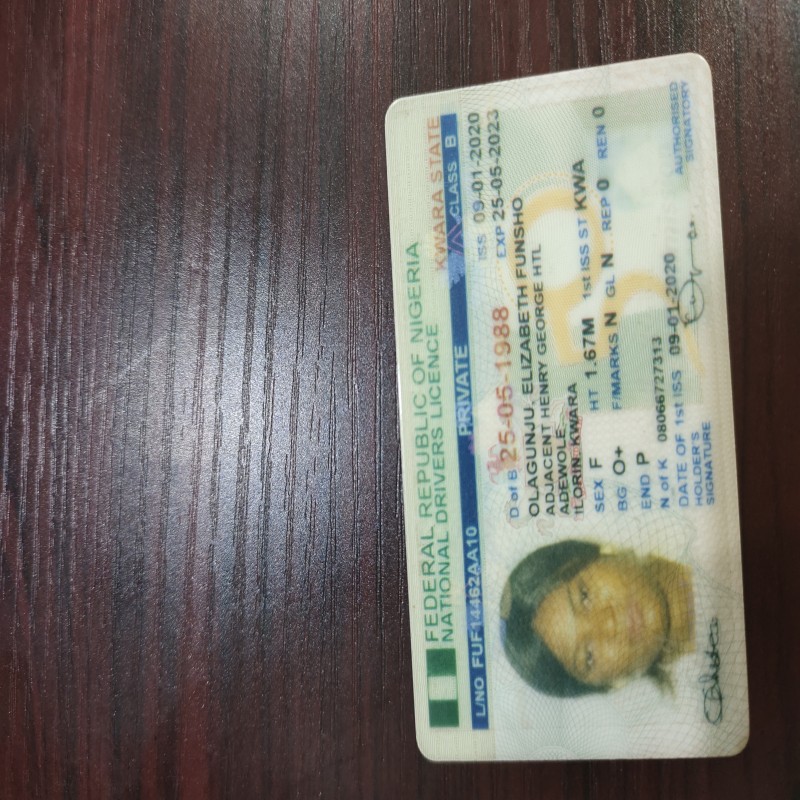 FEDERAL REPUBLIC OF NIGERIA
NATIONAL DRIVERS LICENCE KWARA STATE
L/NO FUF14462AA10 PRIVATE CLASS B
ISS 09-01-2020
D of B 25-05-1988 EXP 25-05-2023
OLAGUNJU, ELIZABETH FUNSHO
ADJACENT HENRY GEORGE HTL
ADEWOLE
ILORIN KWARA
SEX F HT 1.67M 1st ISS ST KWA
BG O+ F/MARKS N GL N REP 0 REN 0
END P
N of K 08066727313
DATE OF 1st ISS 09-01-2020
HOLDER'S
SIGNATURE
AUTHORISED
SIGNATORY